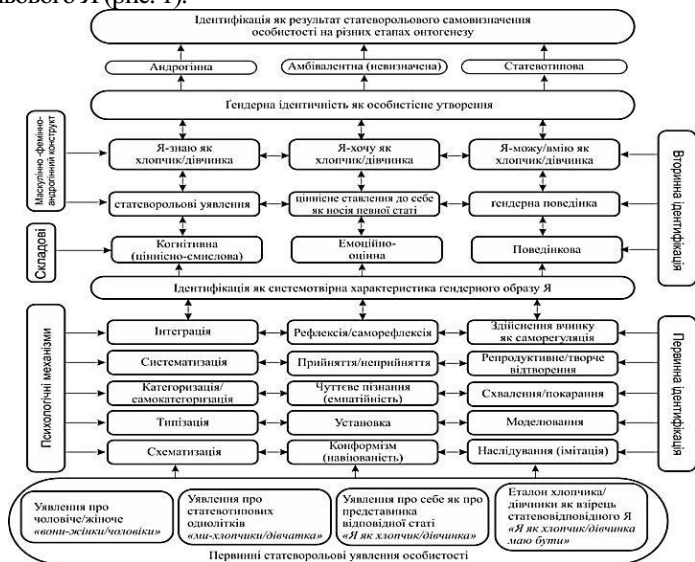 ьового Я (рис. 1).
Ідентифікація як результат статеворольового самовизначення
особистості на різних етапах онтогенезу
Андрогінна
Амбівалентна (невизначена)
Статевотипова
Ґендерна ідентичність як особистісне утворення
Маскулінно -фемінно-
андрогінний конструкт
Я-знаю як
хлопчик/дівчинка
Я-хочу як
хлопчик/дівчинка
Я-можу/вмію як
хлопчик/дівчинка
Вторинна ідентифікація
статеворольові уявлення
ціннісне ставлення до себе
як носія певної статі
ґендерна поведінка
Складові
Когнитивна
(ціннісно-смислова)
Емоційно-
оцінна
Поведінкова
Ідентифікація як системотвірна характеристика ґендерного образу Я
Психологічні механізми
Інтеграція
Рефлексія/саморефлексія
Здійснення вчинку
як саморегуляція
Первинна ідентифікація
Систематизація
Прийняття/неприйняття
Репродуктивне/творче
відтворення
Категоризація/
самокатегоризація
Чуттєве пізнання
(емпатійність)
Схвалення/покарання
Типізація
Установка
Моделювання
Схематизація
Конформізм
(навіюваність)
Наслідування (імітація)
Уявлення про
чоловіче/жіноче
«вони-жінки/чоловіки»
Уявлення про
статевотипових
однолітків
«ми-хлопчики/дівчатка»
Уявлення про себе як про
представника
відповідної статі
«Я як хлопчик/дівчинка»
Еталон хлопчика/
дівчинки як взірець
статевовідповідного Я
«Я як хлопчик/дівчинка
маю бути»
Первинні статеворольові уявлення особистості